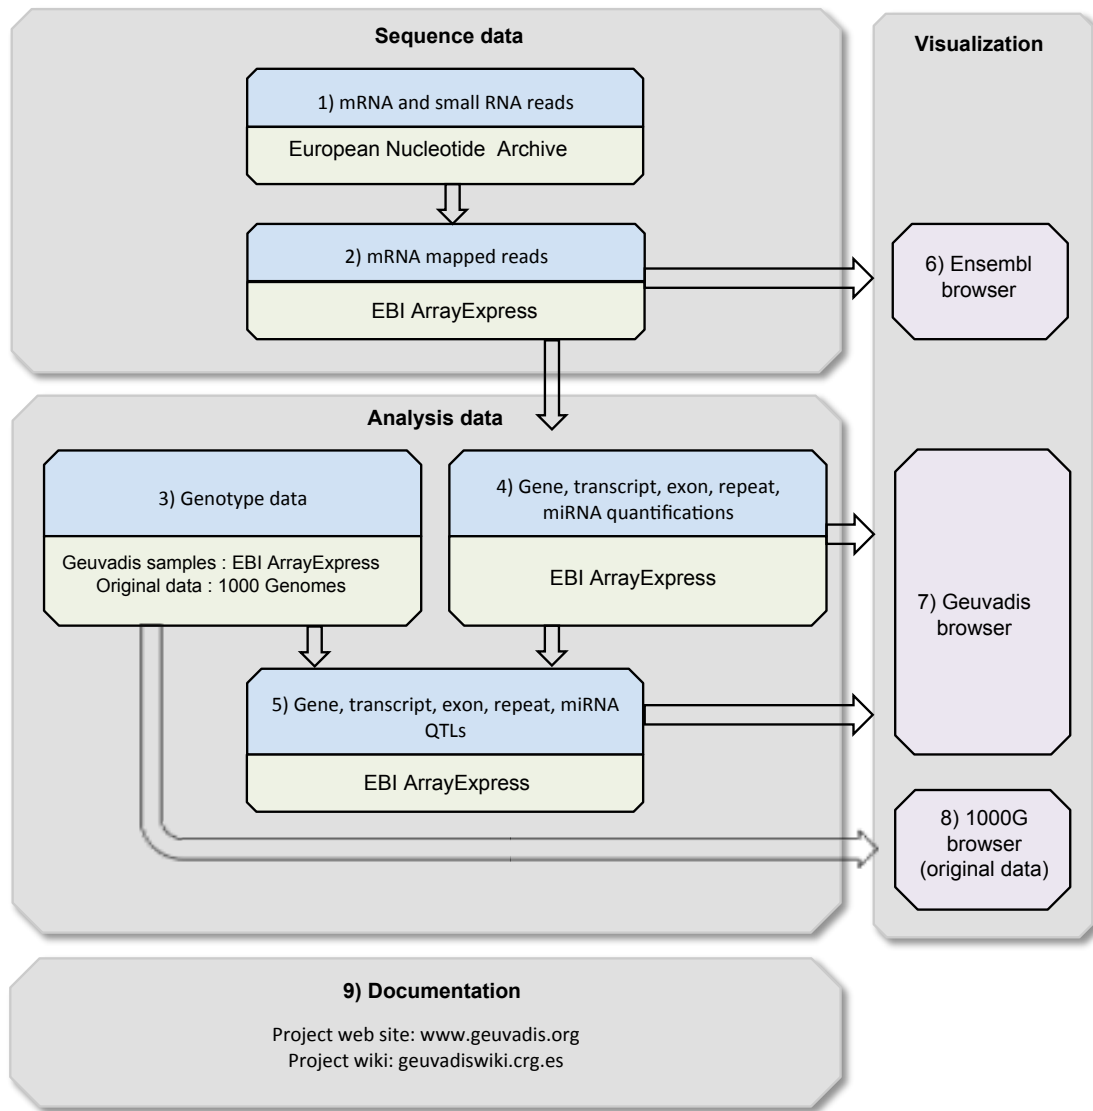 Sequence data
1) mRNA and small RNA reads
European Nucleotide Archive
2) mRNA mapped reads
EBI ArrayExpress
Analysis data
3) Genotype data
Geuvadis samples : EBI ArrayExpress
Original data : 1000 Genomes
4) Gene, transcript, exon, repeat,
miRNA quantifications
EBI ArrayExpress
5) Gene, transcript, exon, repeat, miRNA
QTLs
EBI ArrayExpress
Visualization
6) Ensembl
browser
7) Geuvadis
browser
8) 1000G
browser
(original data)
9) Documentation
Project web site: www.geuvadis.org
Project wiki: geuvadiswiki.crg.es